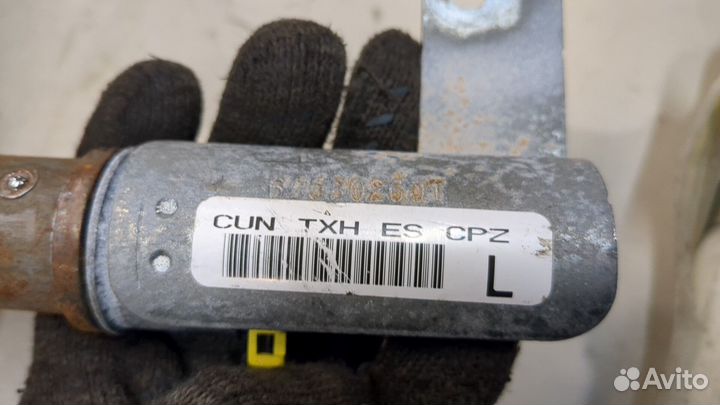 CUN TXH ES CPZ
L
Avito